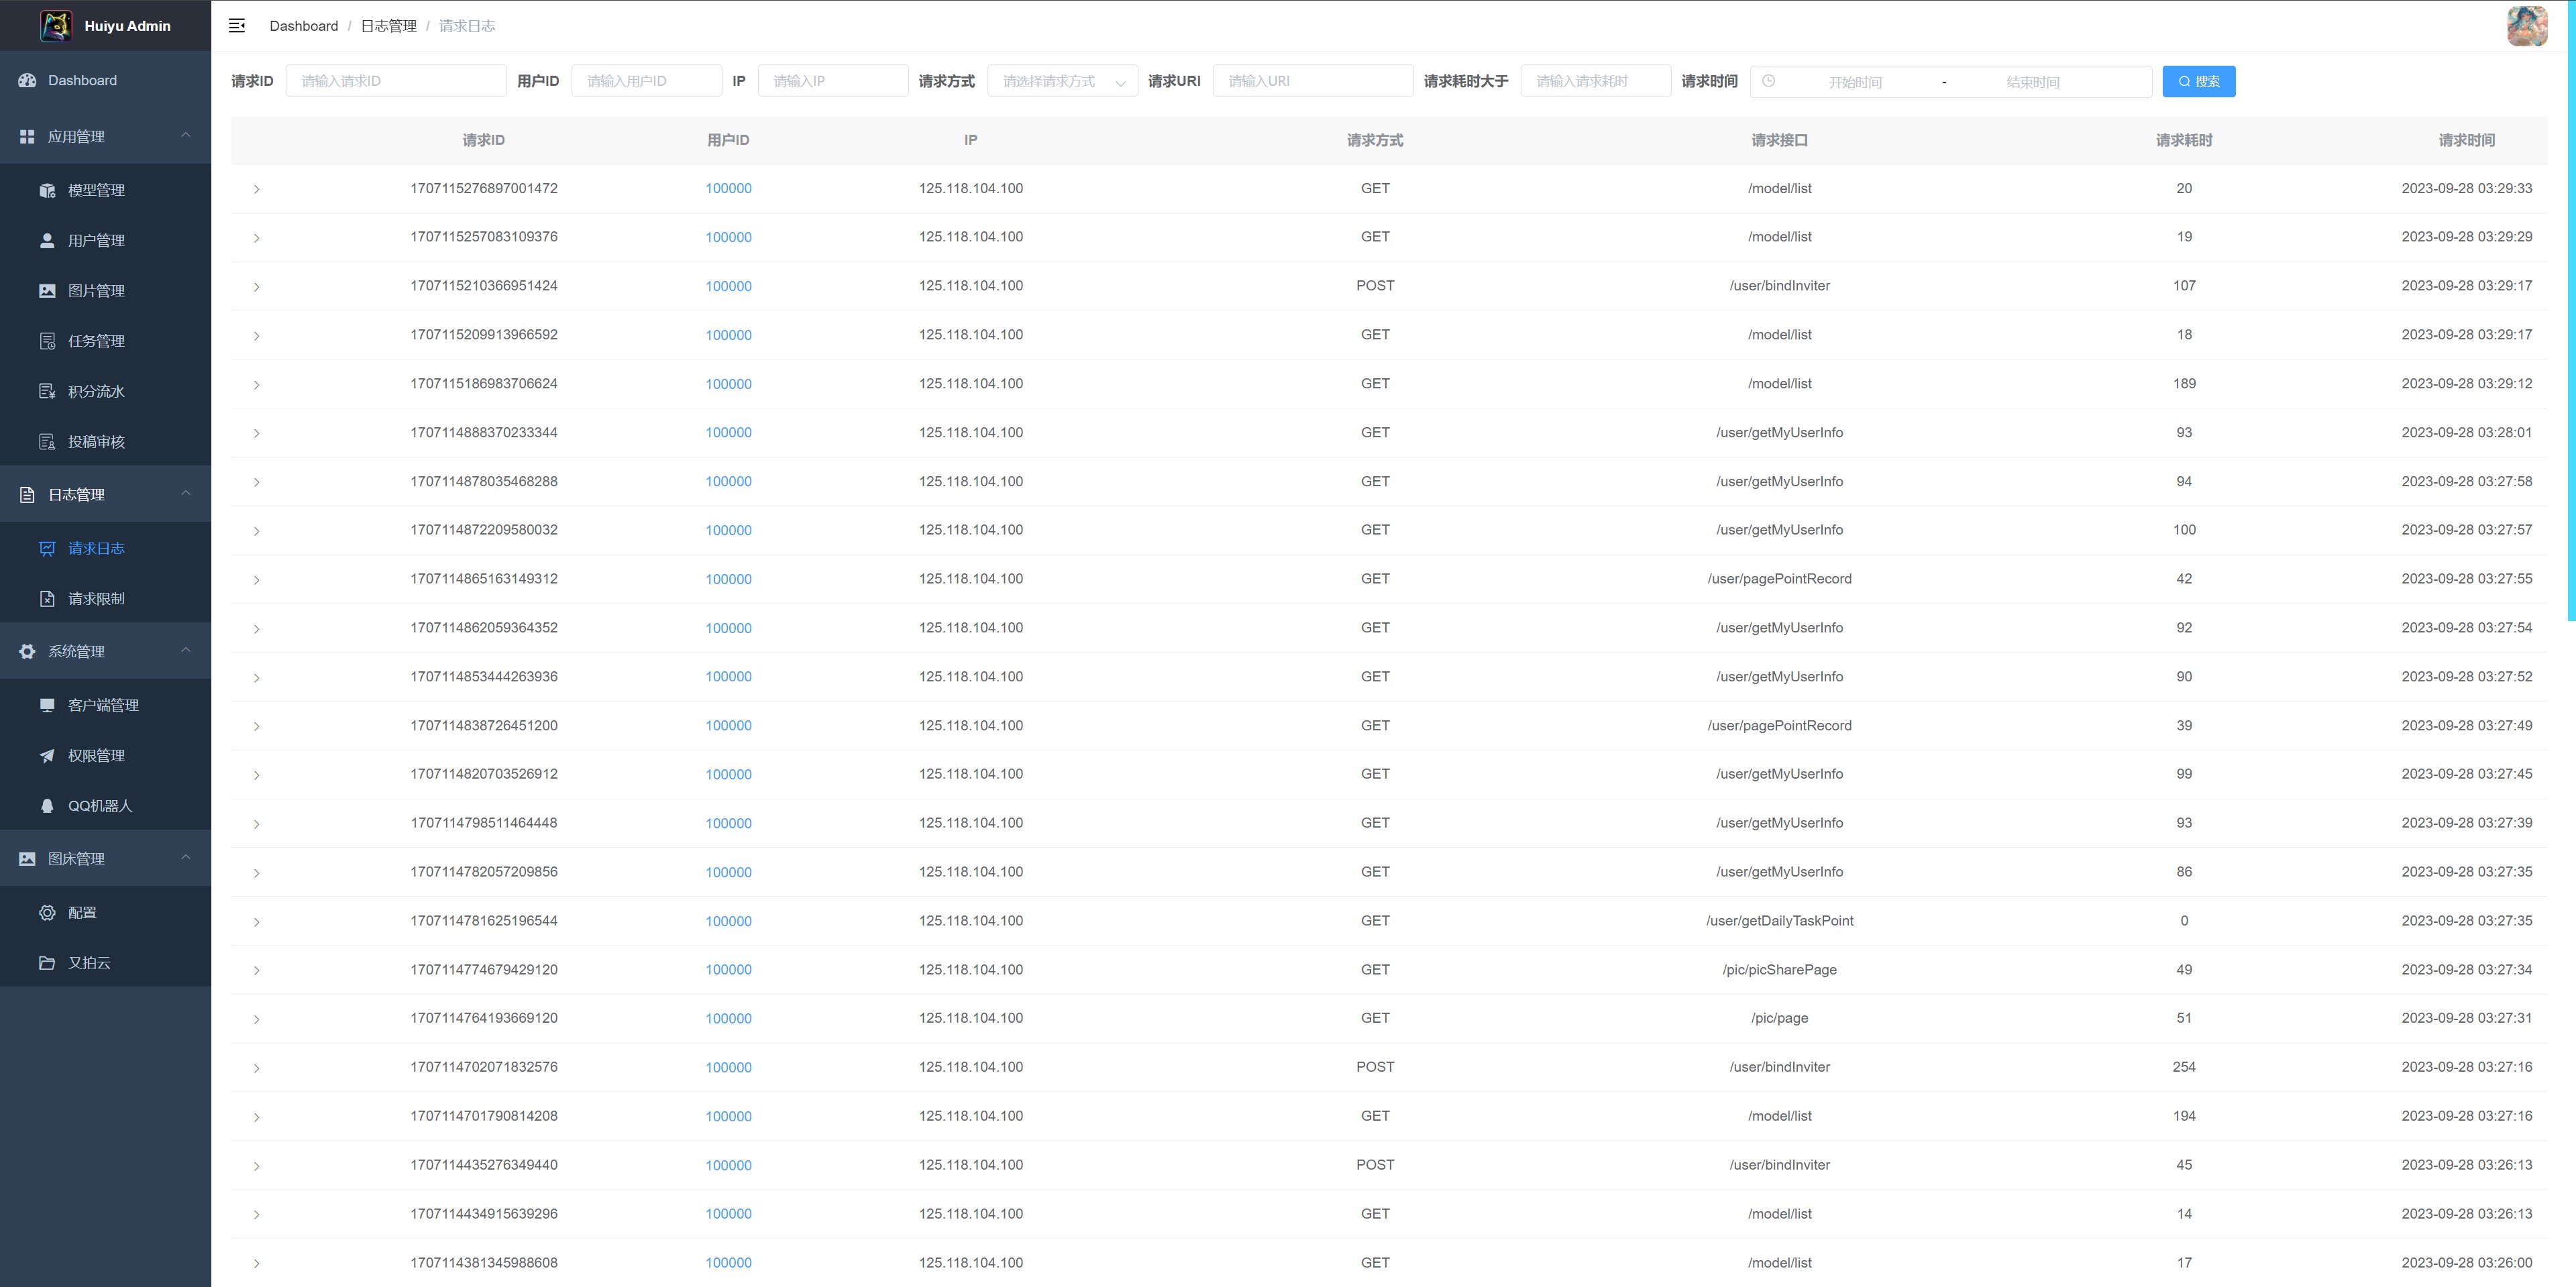 Huiyu Admin
Dashboard / 日志管理 / 请求日志
Dashboard
应用管理
模型管理
用户管理
图片管理
任务管理
积分流水
投稿审核
日志管理
请求日志
请求限制
系统管理
客户端管理
权限管理
QQ机器人
图床管理
配置
又拍云
请求ID 请输入请求ID 用户ID 请输入用户ID IP 请输入IP 请求方式 请选择请求方式 请求URI 请输入URI 请求耗时大于 请输入请求耗时 请求时间 开始时间 - 结束时间 搜索
请求ID 用户ID IP 请求方式 请求接口 请求耗时 请求时间
1707115276897001472 100000 125.118.104.100 GET /model/list 20 2023-09-28 03:29:33
1707115257083109376 100000 125.118.104.100 GET /model/list 19 2023-09-28 03:29:29
1707115210366951424 100000 125.118.104.100 POST /user/bindInviter 107 2023-09-28 03:29:17
1707115209913966592 100000 125.118.104.100 GET /model/list 18 2023-09-28 03:29:17
1707115186983706624 100000 125.118.104.100 GET /model/list 189 2023-09-28 03:29:12
1707114888370233344 100000 125.118.104.100 GET /user/getMyUserInfo 93 2023-09-28 03:28:01
1707114878035468288 100000 125.118.104.100 GET /user/getMyUserInfo 94 2023-09-28 03:27:58
1707114872209580032 100000 125.118.104.100 GET /user/getMyUserInfo 100 2023-09-28 03:27:57
1707114865163149312 100000 125.118.104.100 GET /user/pagePointRecord 42 2023-09-28 03:27:55
1707114862059364352 100000 125.118.104.100 GET /user/getMyUserInfo 92 2023-09-28 03:27:54
1707114853444263936 100000 125.118.104.100 GET /user/getMyUserInfo 90 2023-09-28 03:27:52
1707114838726451200 100000 125.118.104.100 GET /user/pagePointRecord 39 2023-09-28 03:27:49
1707114820703526912 100000 125.118.104.100 GET /user/getMyUserInfo 99 2023-09-28 03:27:45
1707114798511464448 100000 125.118.104.100 GET /user/getMyUserInfo 93 2023-09-28 03:27:39
1707114782057209856 100000 125.118.104.100 GET /user/getMyUserInfo 86 2023-09-28 03:27:35
1707114781625196544 100000 125.118.104.100 GET /user/getDailyTaskPoint 0 2023-09-28 03:27:35
1707114774679429120 100000 125.118.104.100 GET /pic/picSharePage 49 2023-09-28 03:27:34
1707114764193669120 100000 125.118.104.100 GET /pic/page 51 2023-09-28 03:27:31
1707114702071832576 100000 125.118.104.100 POST /user/bindInviter 254 2023-09-28 03:27:16
1707114701790814208 100000 125.118.104.100 GET /model/list 194 2023-09-28 03:27:16
1707114435276349440 100000 125.118.104.100 POST /user/bindInviter 45 2023-09-28 03:26:13
1707114434915639296 100000 125.118.104.100 GET /model/list 14 2023-09-28 03:26:13
1707114381345988608 100000 125.118.104.100 GET /model/list 17 2023-09-28 03:26:00